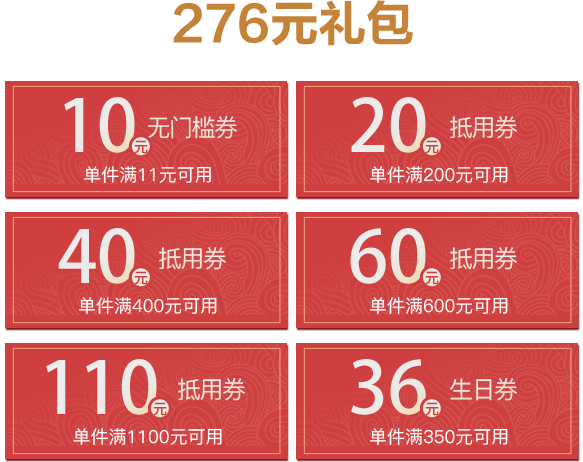 276元礼包
10元无门槛券
单件满11元可用
20元抵用券
单件满200元可用
40元抵用券
单件满400元可用
60元抵用券
单件满600元可用
110元抵用券
单件满1100元可用
36元生日券
单件满350元可用